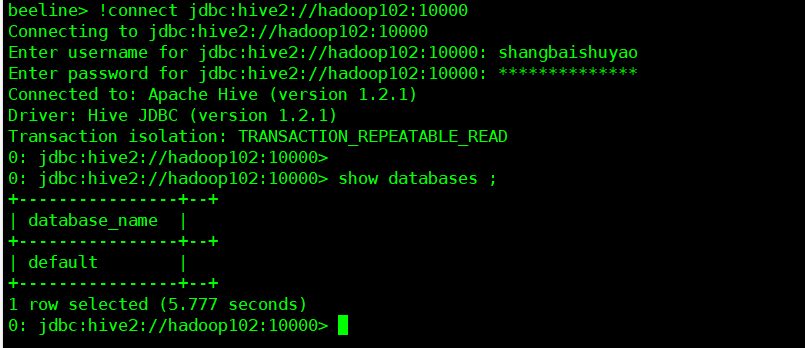 beeline> !connect jdbc:hive2://hadoop102:10000
Connecting to jdbc:hive2://hadoop102:10000
Enter username for jdbc:hive2://hadoop102:10000: shangbaishuyao
Enter password for jdbc:hive2://hadoop102:10000: **************
Connected to: Apache Hive (version 1.2.1)
Driver: Hive JDBC (version 1.2.1)
Transaction isolation: TRANSACTION_REPEATABLE_READ
0: jdbc:hive2://hadoop102:10000>
0: jdbc:hive2://hadoop102:10000> show databases ;
+----------------+--+
| database_name  |
+----------------+--+
| default        |
+----------------+--+
1 row selected (5.777 seconds)
0: jdbc:hive2://hadoop102:10000>